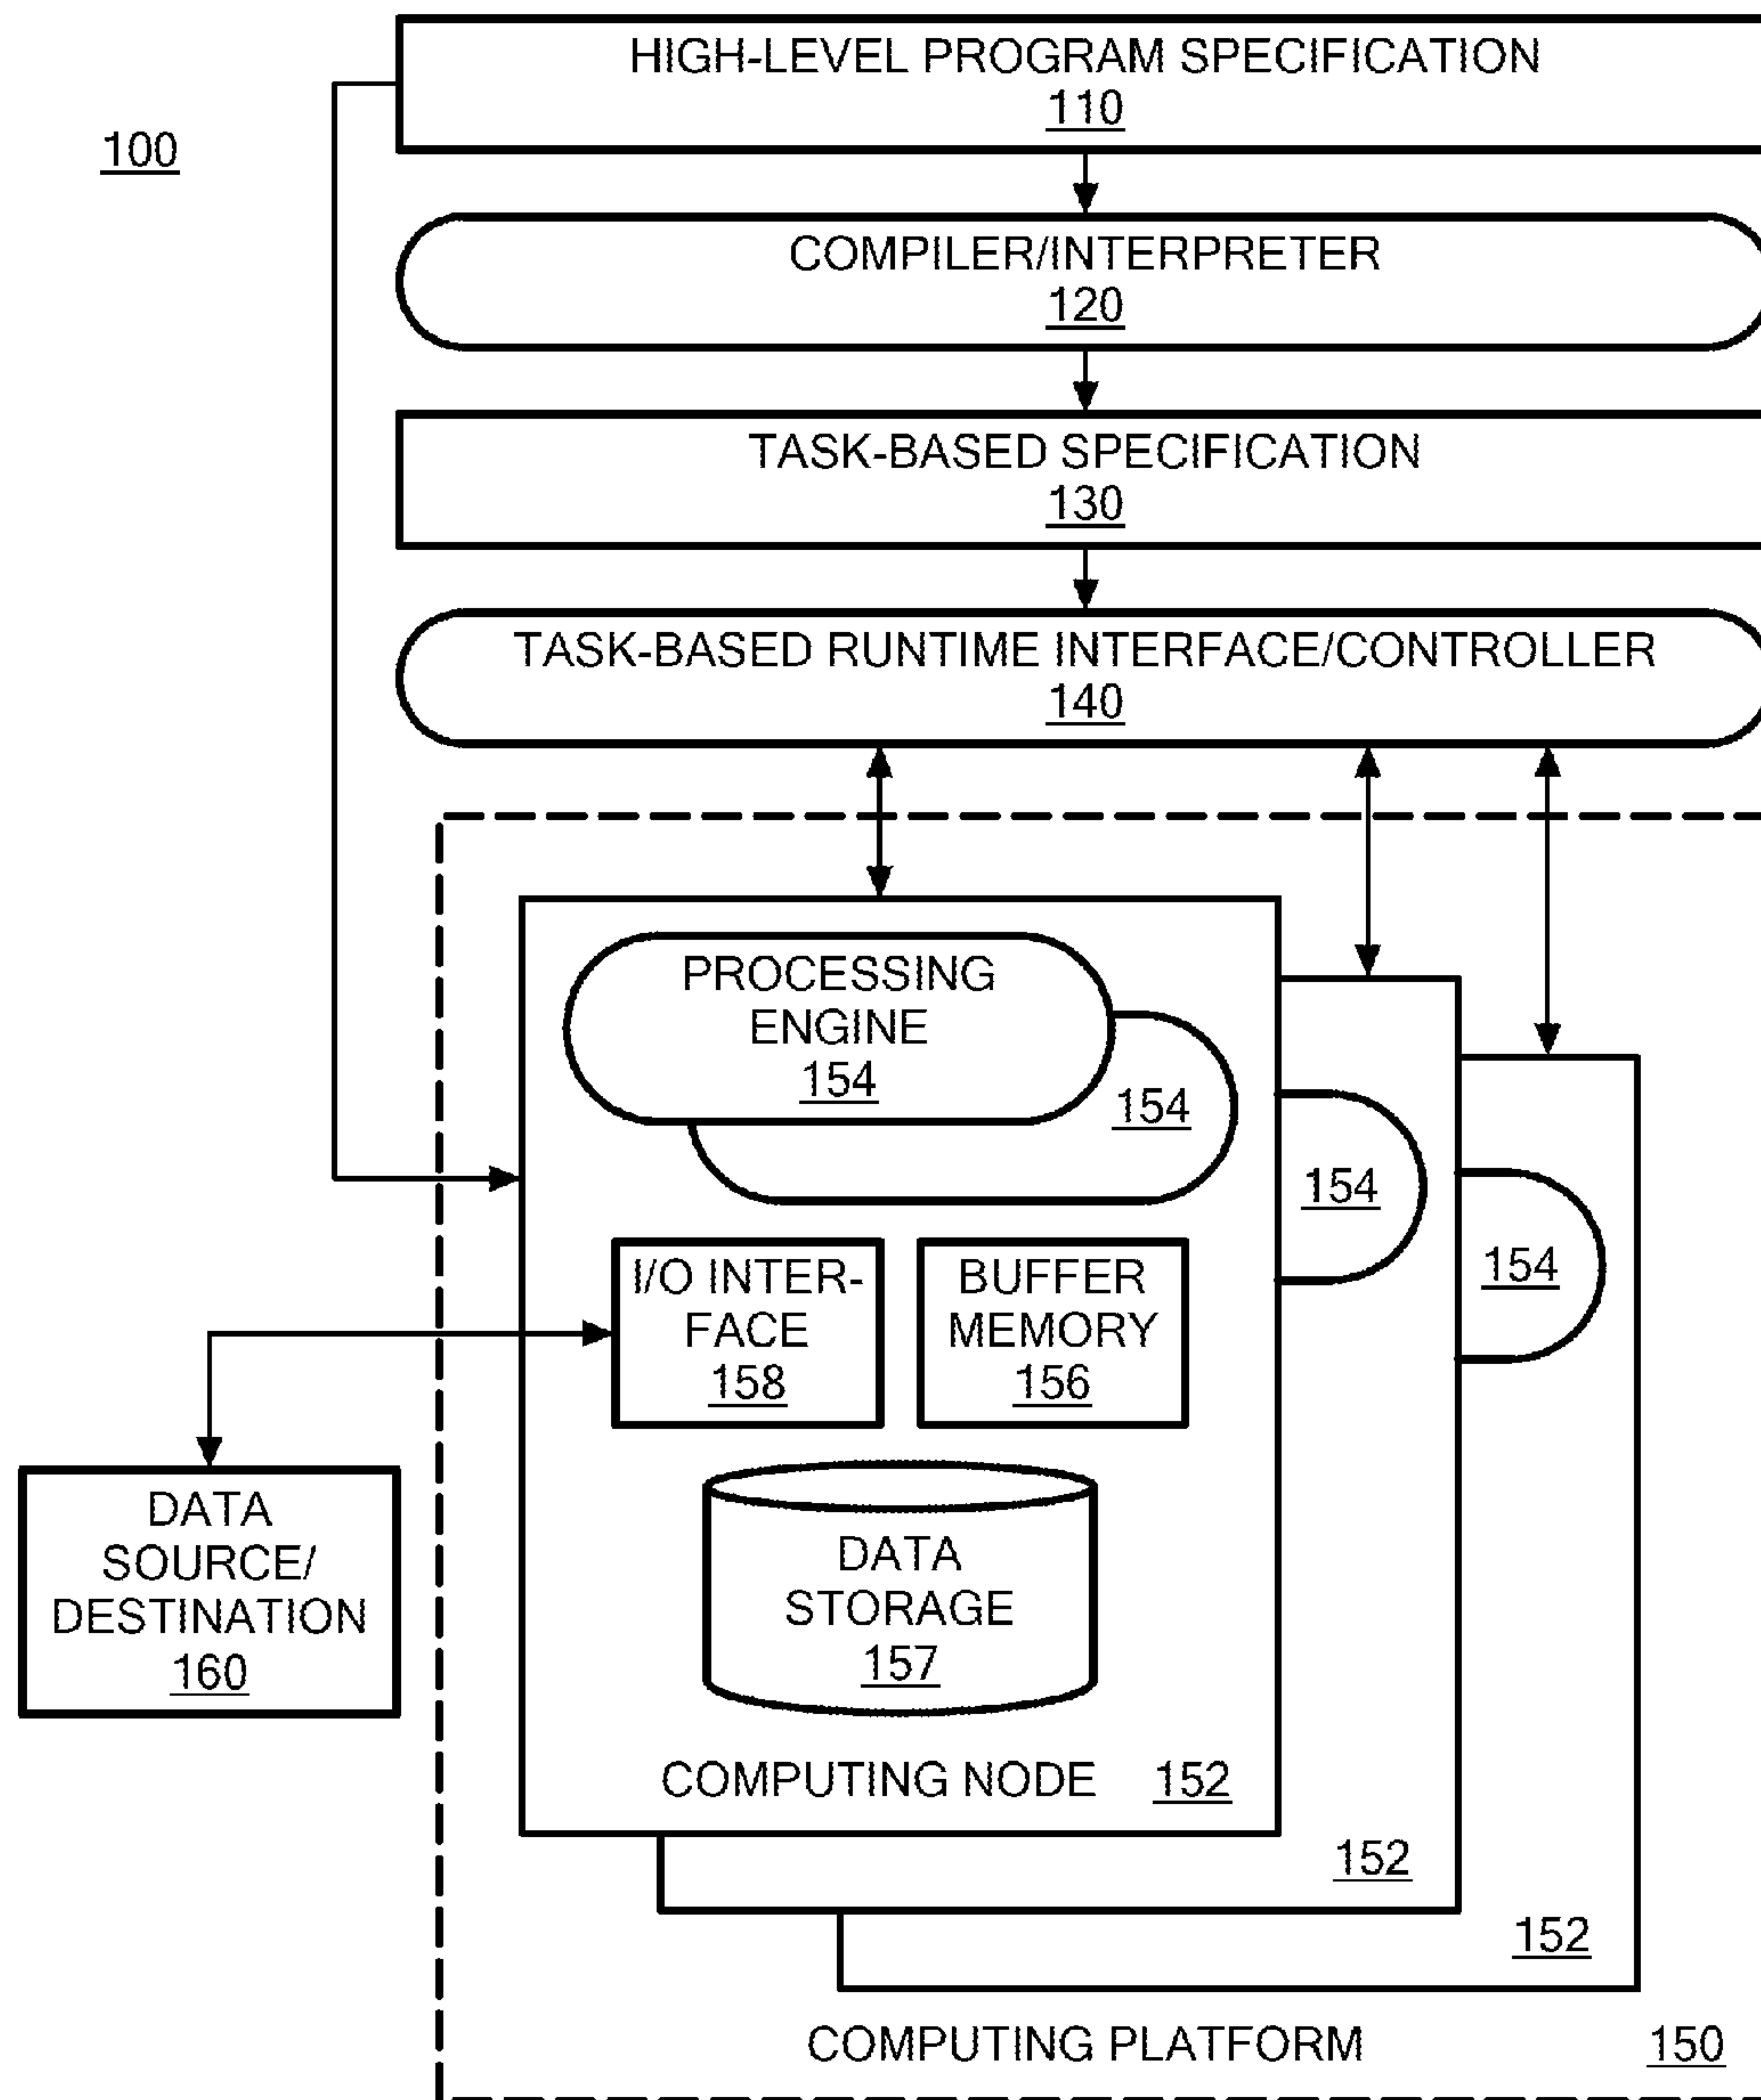 HIGH-LEVEL PROGRAM SPECIFICATION
110
100
COMPILER/INTERPRETER
120
TASK-BASED SPECIFICATION
130
TASK-BASED RUNTIME INTERFACE/CONTROLLER
140
PROCESSING
ENGINE
154
154
154
154
I/O INTER-
FACE
158
BUFFER
MEMORY
156
DATA
SOURCE/
DESTINATION
160
DATA
STORAGE
157
COMPUTING NODE 152
152
152
COMPUTING PLATFORM 150